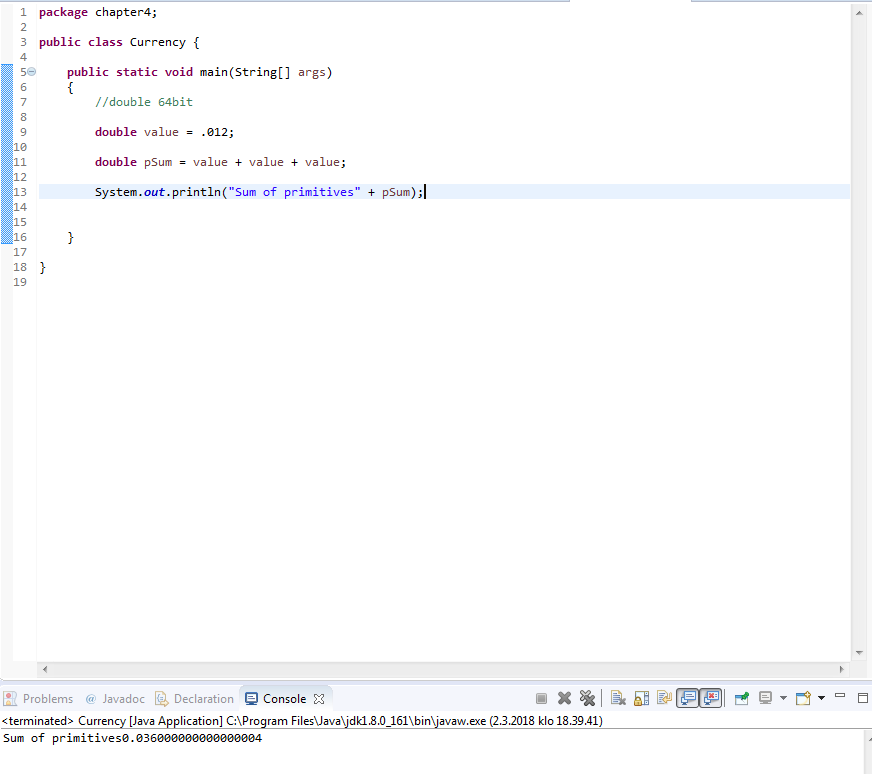 1 package chapter4;
2
3 public class Currency {
4
5 public static void main(String[] args)
6 {
7 //double 64bit
8
9 double value = .012;
10
11 double pSum = value + value + value;
12
13 System.out.println("Sum of primitives" + pSum);
14
15
16 }
17
18 }
19
Problems @ Javadoc Declaration Console
<terminated> Currency [Java Application] C:\Program Files\Java\jdk1.8.0_161\bin\javaw.exe (2.3.2018 klo 18.39.41)
Sum of primitives0.036000000000000004